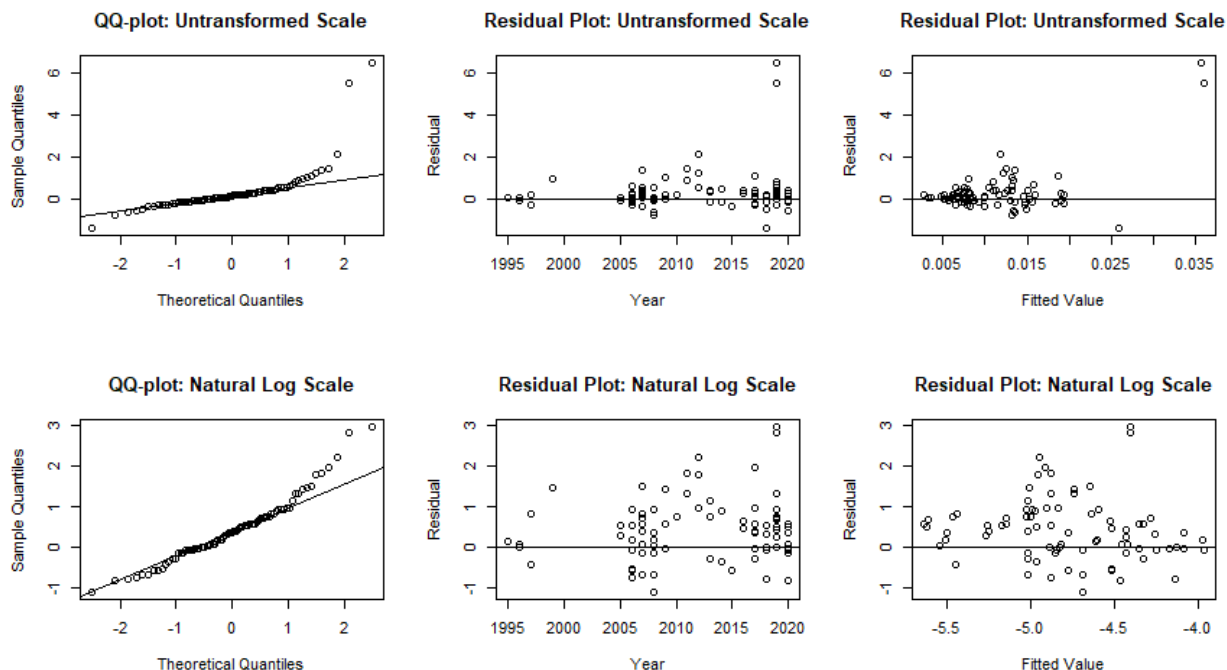 QQ-plot: Untransformed Scale
Sample Quantiles
0 2 4 6
-2 -1 0 1 2
Theoretical Quantiles
Residual Plot: Untransformed Scale
Residual
0 2 4 6
1995 2000 2005 2010 2015 2020
Year
Residual Plot: Untransformed Scale
Residual
0 2 4 6
0.005 0.015 0.025 0.035
Fitted Value
QQ-plot: Natural Log Scale
Sample Quantiles
-1 0 1 2 3
-2 -1 0 1 2
Theoretical Quantiles
Residual Plot: Natural Log Scale
Residual
-1 0 1 2 3
1995 2000 2005 2010 2015 2020
Year
Residual Plot: Natural Log Scale
Residual
-1 0 1 2 3
-5.5 -5.0 -4.5 -4.0
Fitted Value